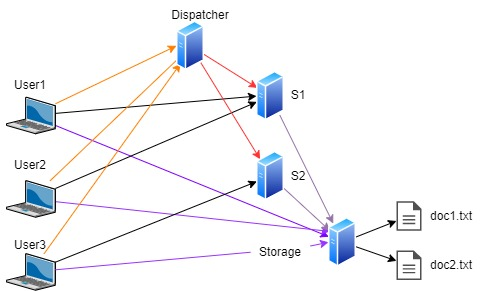 Dispatcher
User1
S1
User2
S2
User3
Storage
doc1.txt
doc2.txt